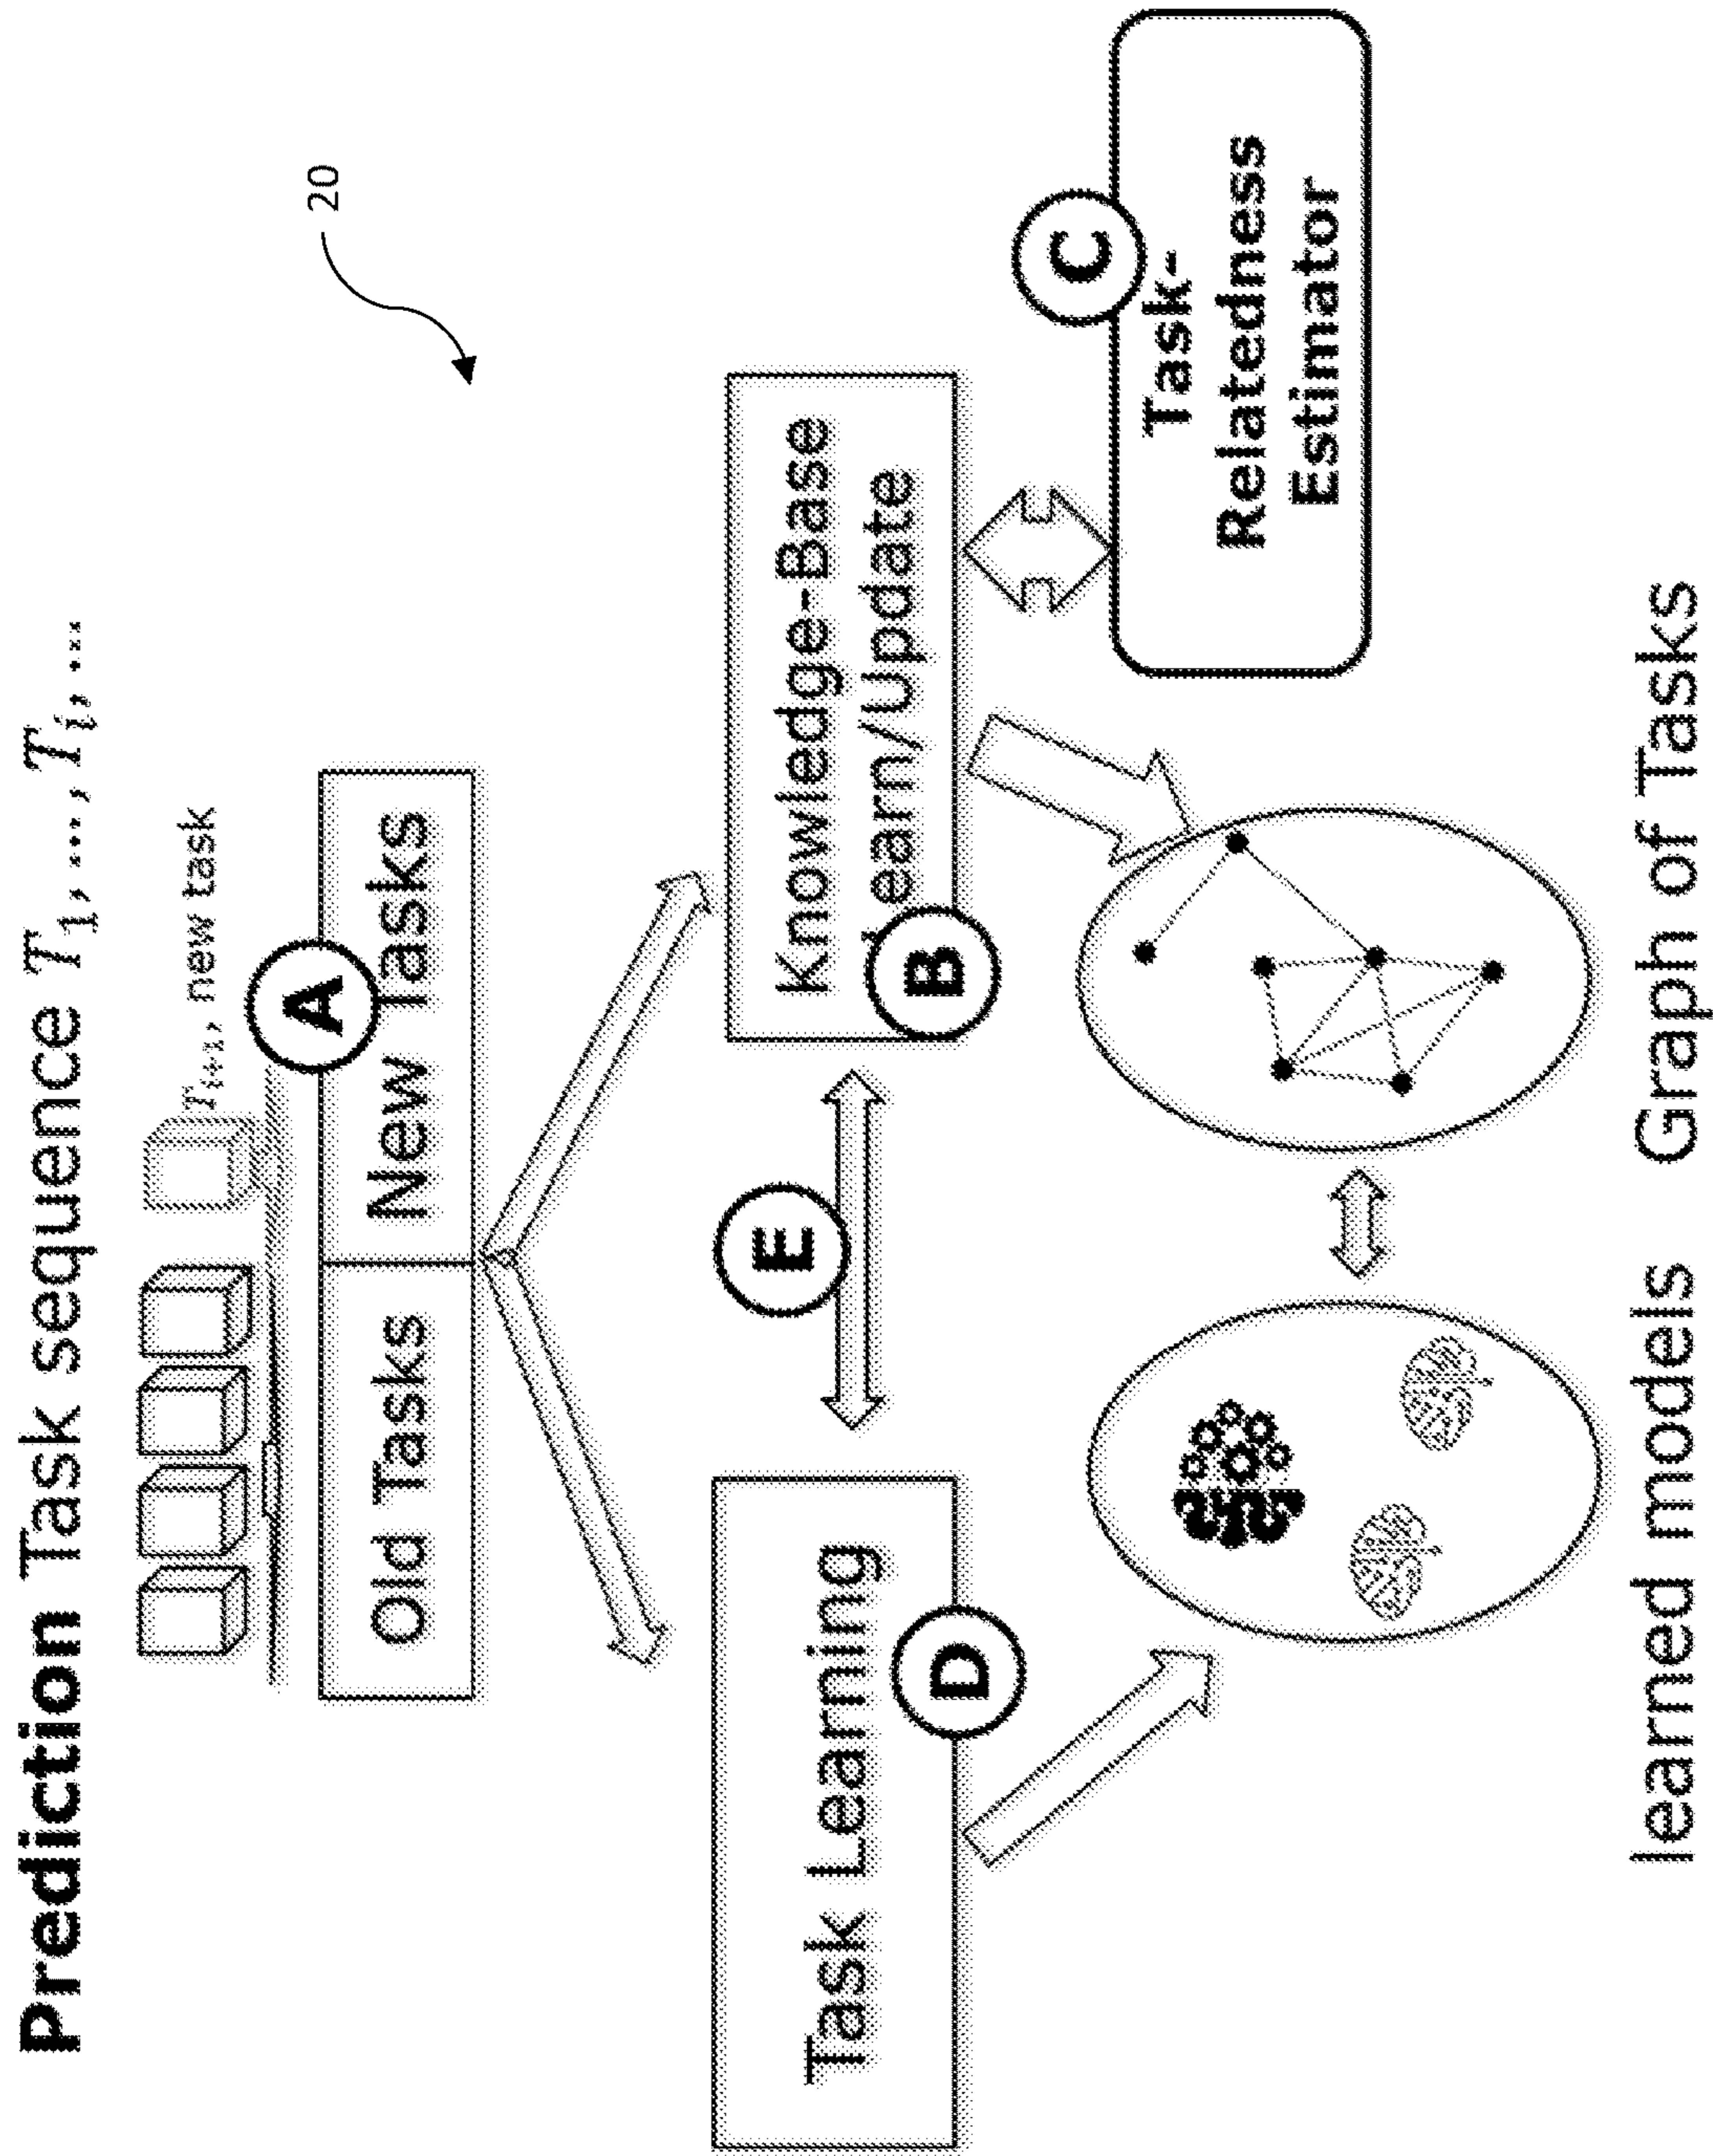 Prediction Task sequence T₁, ..., Tᵢ, ...
Tᵢ₊₁, new task
20
A
Old Tasks
New Tasks
E
Task Learning
D
Knowledge-Base
Learn/Update
B
C
Task-
Relatedness
Estimator
learned models
Graph of Tasks